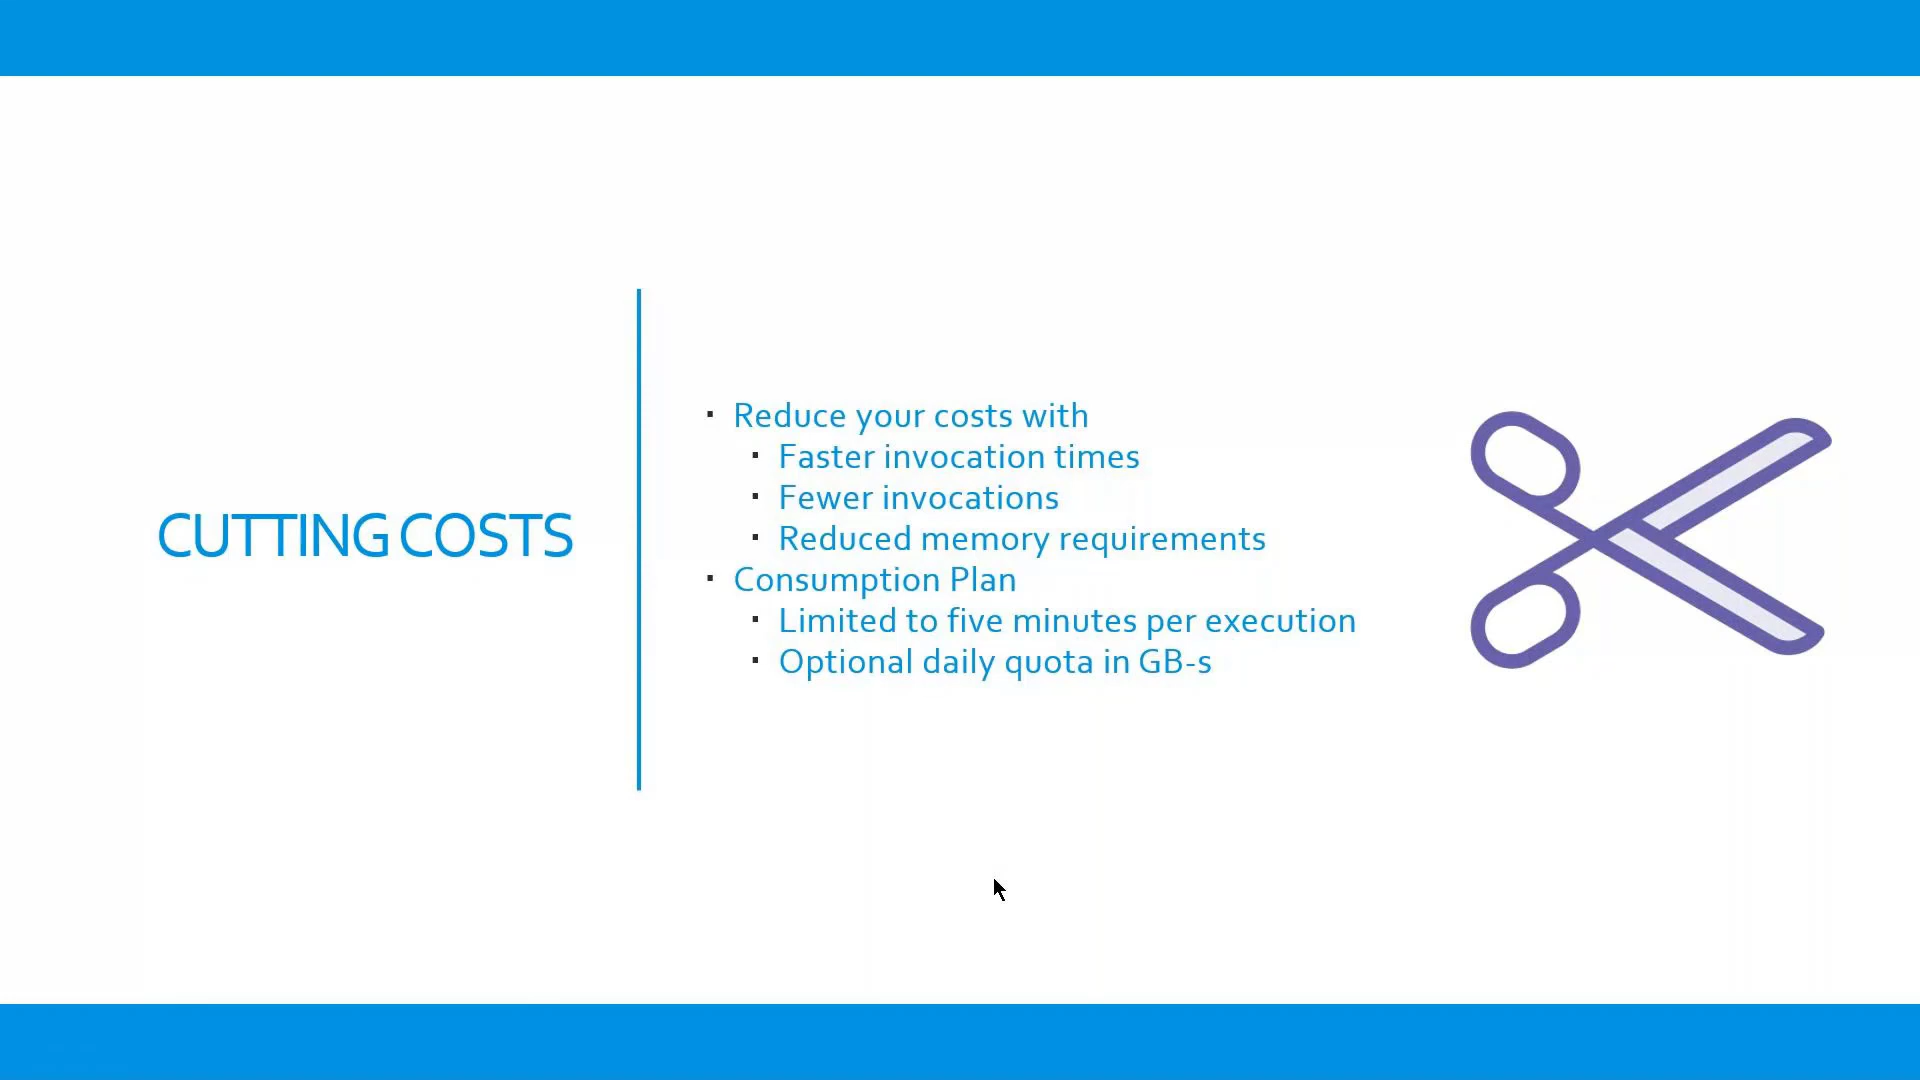 CUTTING COSTS
▪ Reduce your costs with
▪ Faster invocation times
▪ Fewer invocations
▪ Reduced memory requirements
▪ Consumption Plan
▪ Limited to five minutes per execution
▪ Optional daily quota in GB-s